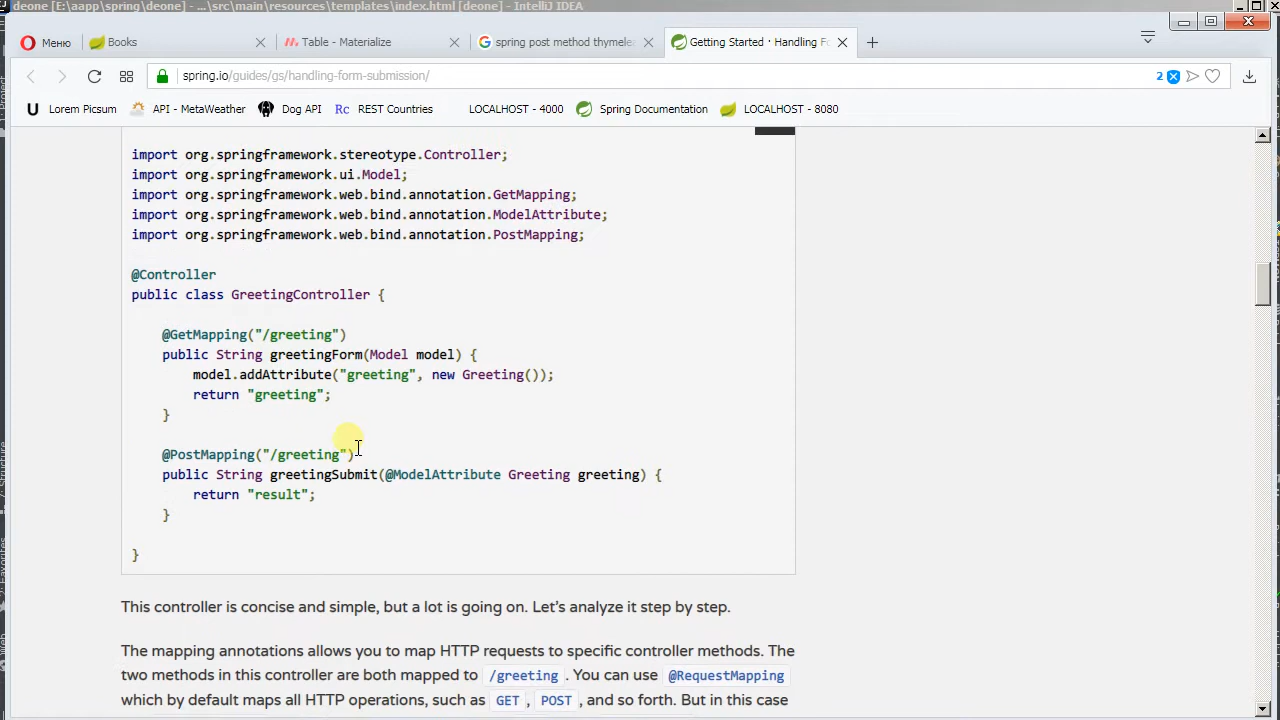 deone [E:\aapp\spring\deone] - ...\src\main\resources\templates\index.html [deone] - IntelliJ IDEA
Меню
Books
Table - Materialize
spring post method thymele
Getting Started · Handling Fo
spring.io/guides/gs/handling-form-submission/
2
U Lorem Picsum
API - MetaWeather
Dog API
Rc REST Countries
LOCALHOST - 4000
Spring Documentation
LOCALHOST - 8080
import org.springframework.stereotype.Controller;
import org.springframework.ui.Model;
import org.springframework.web.bind.annotation.GetMapping;
import org.springframework.web.bind.annotation.ModelAttribute;
import org.springframework.web.bind.annotation.PostMapping;
@Controller
public class GreetingController {
@GetMapping("/greeting")
public String greetingForm(Model model) {
model.addAttribute("greeting", new Greeting());
return "greeting";
}
@PostMapping("/greeting")
public String greetingSubmit(@ModelAttribute Greeting greeting) {
return "result";
}
}
This controller is concise and simple, but a lot is going on. Let's analyze it step by step.
The mapping annotations allows you to map HTTP requests to specific controller methods. The
two methods in this controller are both mapped to /greeting. You can use @RequestMapping
which by default maps all HTTP operations, such as GET, POST, and so forth. But in this case